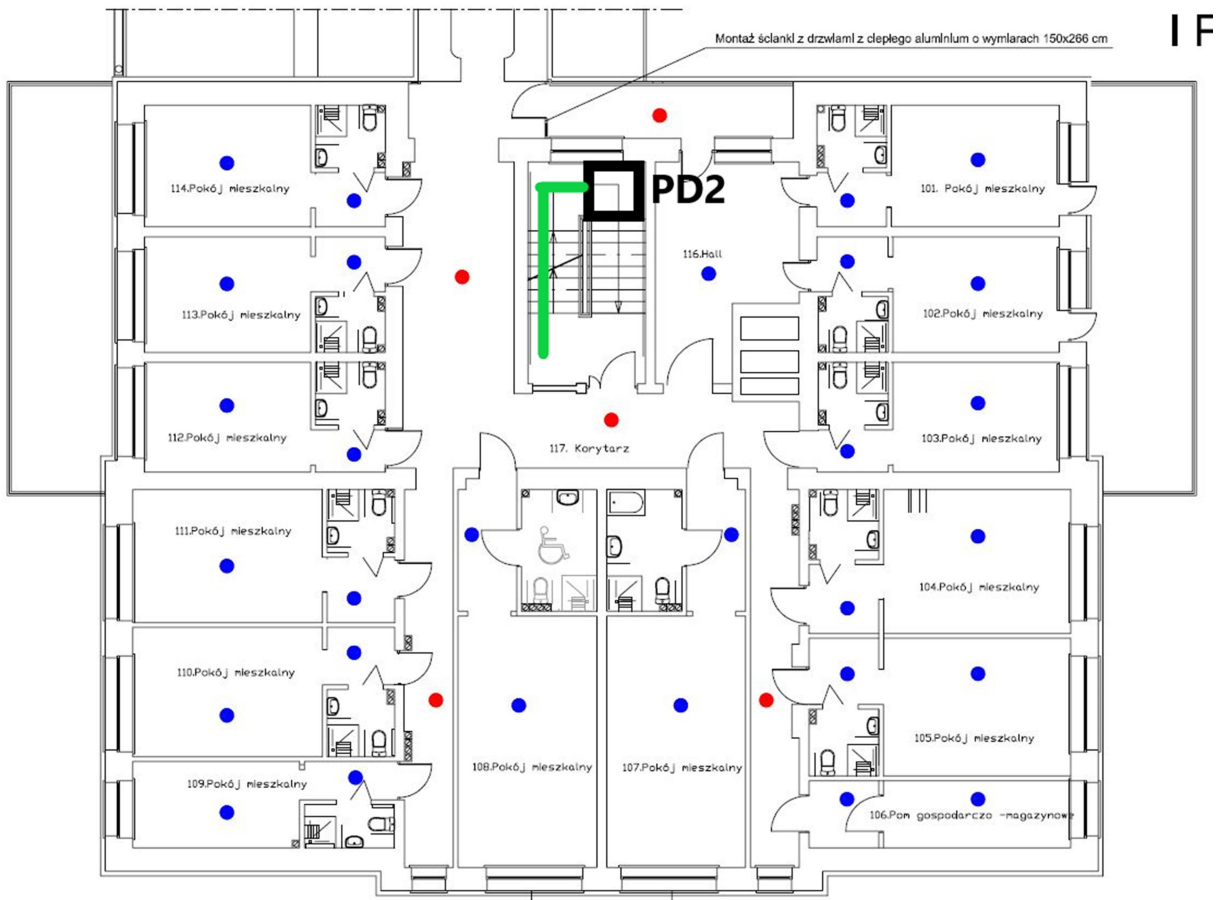 Montaż ścianki z drzwiami z ciepłego aluminium o wymiarach 150x266 cm
I P
114.Pokój mieszkalny
PD2
101. Pokój mieszkalny
116.Hall
113.Pokój mieszkalny
102.Pokój mieszkalny
112.Pokój mieszkalny
117. Korytarz
103.Pokój mieszkalny
111.Pokój mieszkalny
104.Pokój mieszkalny
110.Pokój mieszkalny
105.Pokój mieszkalny
108.Pokój mieszkalny
107.Pokój mieszkalny
109.Pokój mieszkalny
106.Pom gospodarczo -magazynowe